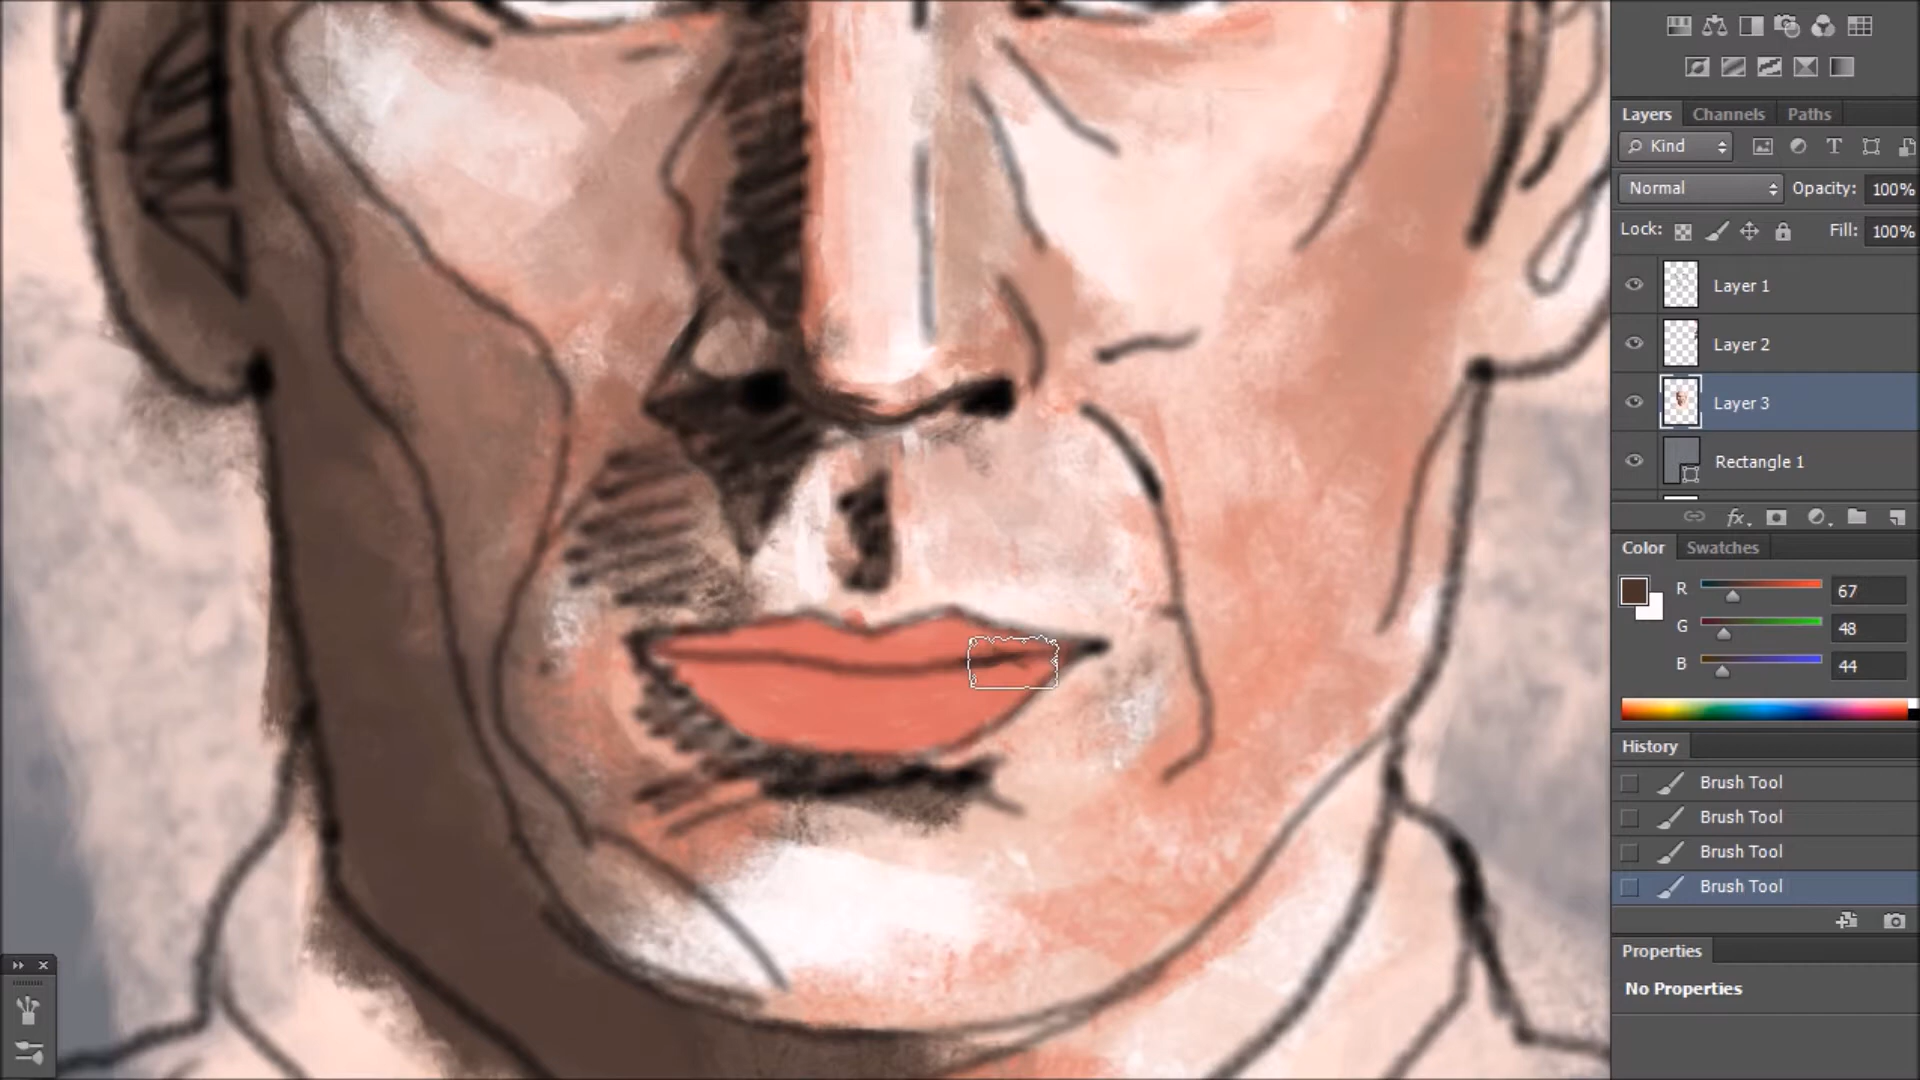 Layers Channels Paths
Kind
Normal Opacity: 100%
Lock: Fill: 100%
Layer 1
Layer 2
Layer 3
Rectangle 1
fx
Color Swatches
R 67
G 48
B 44
History
Brush Tool
Brush Tool
Brush Tool
Brush Tool
Properties
No Properties